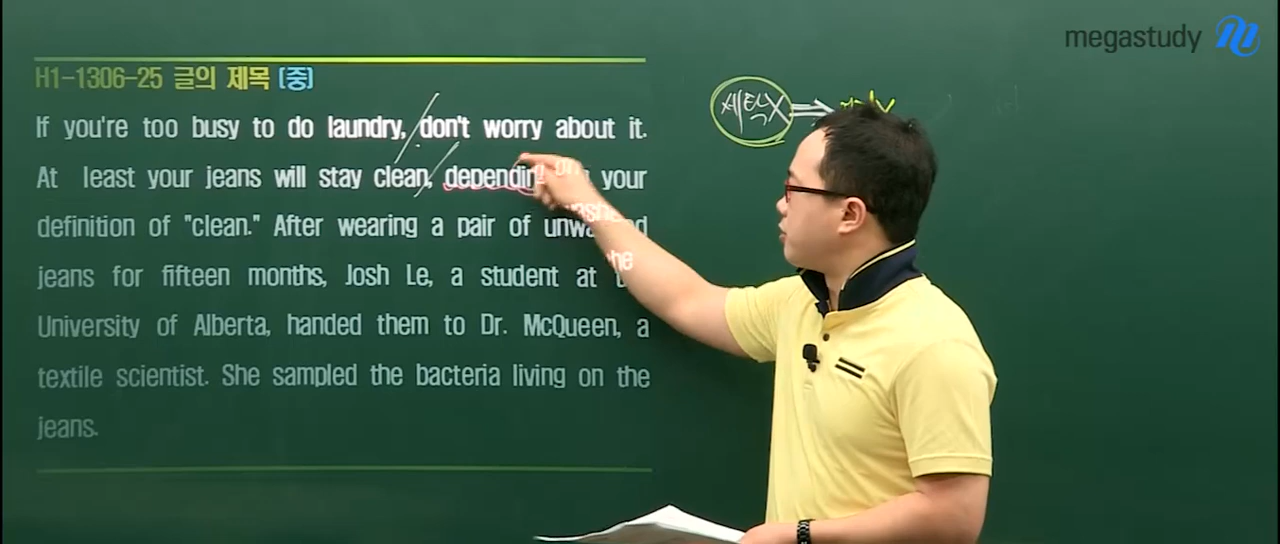 megastudy
H1-1306-25 글의 제목 (중)
If you're too busy to do laundry, don't worry about it.
At least your jeans will stay clean, depending on your
definition of "clean." After wearing a pair of unwashed
jeans for fifteen months, Josh Le, a student at the
University of Alberta, handed them to Dr. McQueen, a
textile scientist. She sampled the bacteria living on the
jeans.